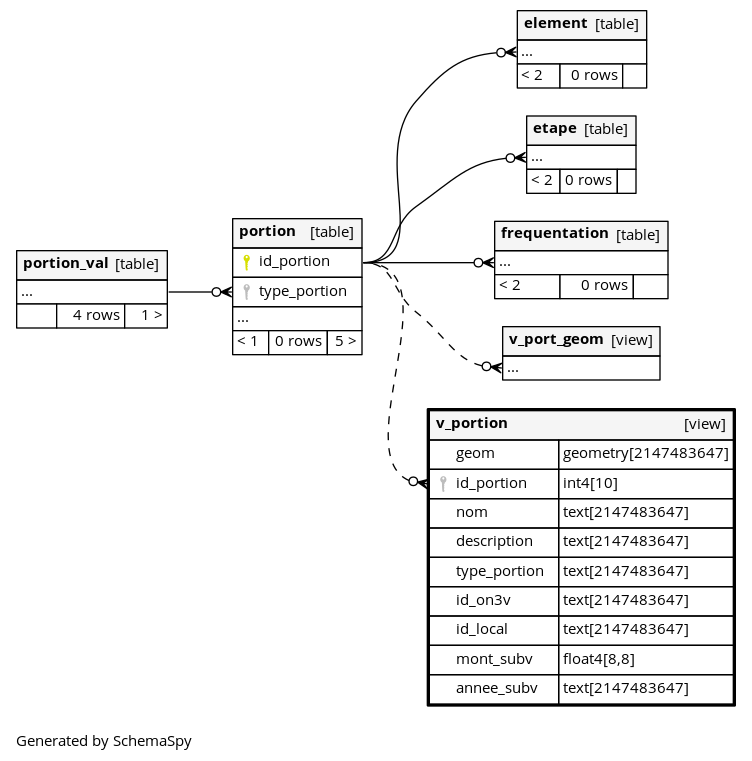 element [table]
...
< 2 0 rows
etape [table]
...
< 2 0 rows
portion [table]
id_portion
type_portion
...
< 1 0 rows 5 >
frequentation [table]
...
< 2 0 rows
portion_val [table]
...
4 rows 1 >
v_port_geom [view]
...
v_portion [view]
geom geometry[2147483647]
id_portion int4[10]
nom text[2147483647]
description text[2147483647]
type_portion text[2147483647]
id_on3v text[2147483647]
id_local text[2147483647]
mont_subv float4[8,8]
annee_subv text[2147483647]
Generated by SchemaSpy